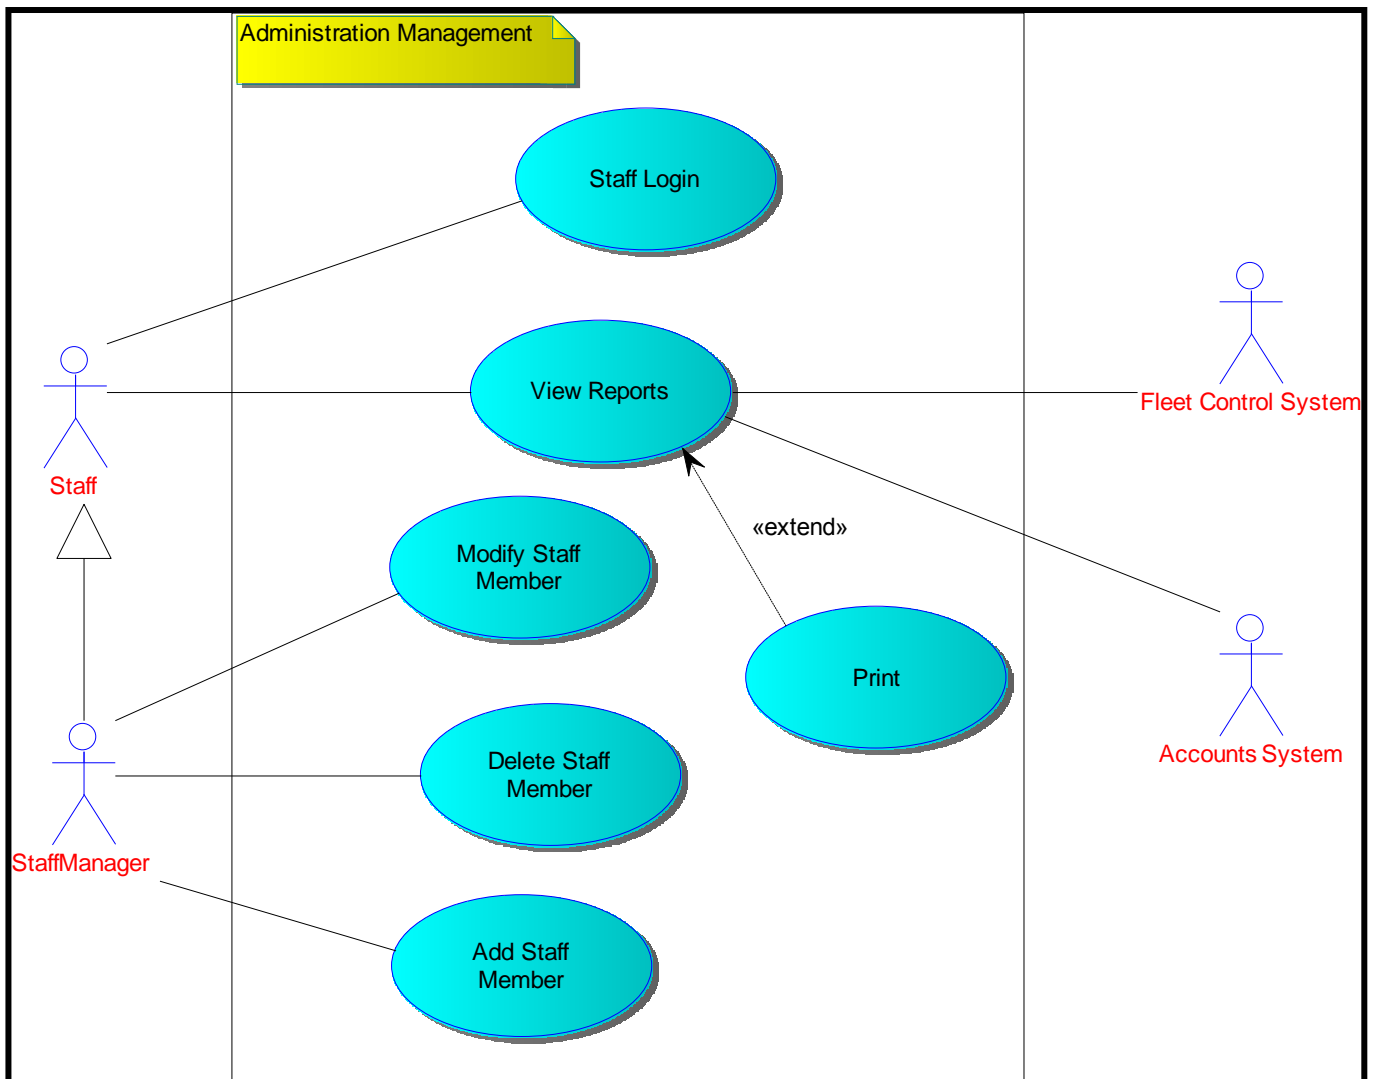 Administration Management
Staff Login
View Reports
Fleet Control System
Staff
«extend»
Modify Staff
Member
Print
Accounts System
Delete Staff
Member
StaffManager
Add Staff
Member